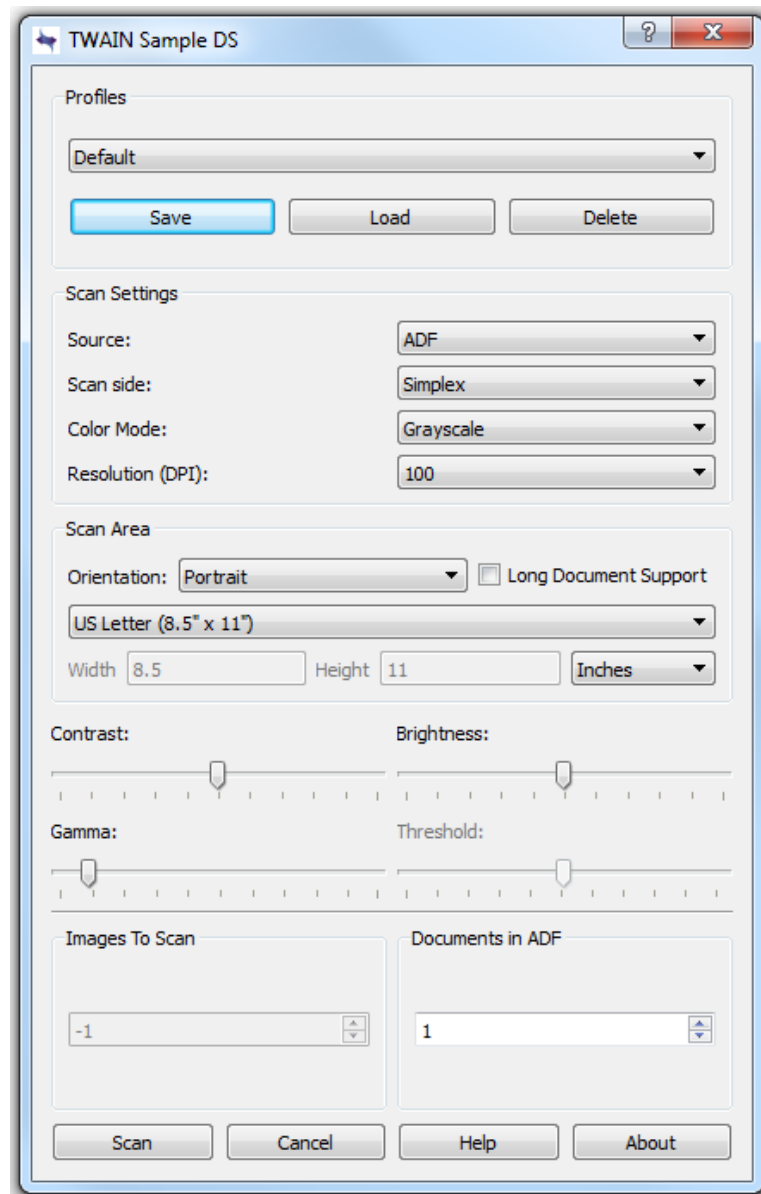 TWAIN Sample DS
Profiles
Default
Save Load Delete
Scan Settings
Source: ADF
Scan side: Simplex
Color Mode: Grayscale
Resolution (DPI): 100
Scan Area
Orientation: Portrait Long Document Support
US Letter (8.5" x 11")
Width 8.5 Height 11 Inches
Contrast: Brightness:
Gamma: Threshold:
Images To Scan Documents in ADF
-1 1
Scan Cancel Help About